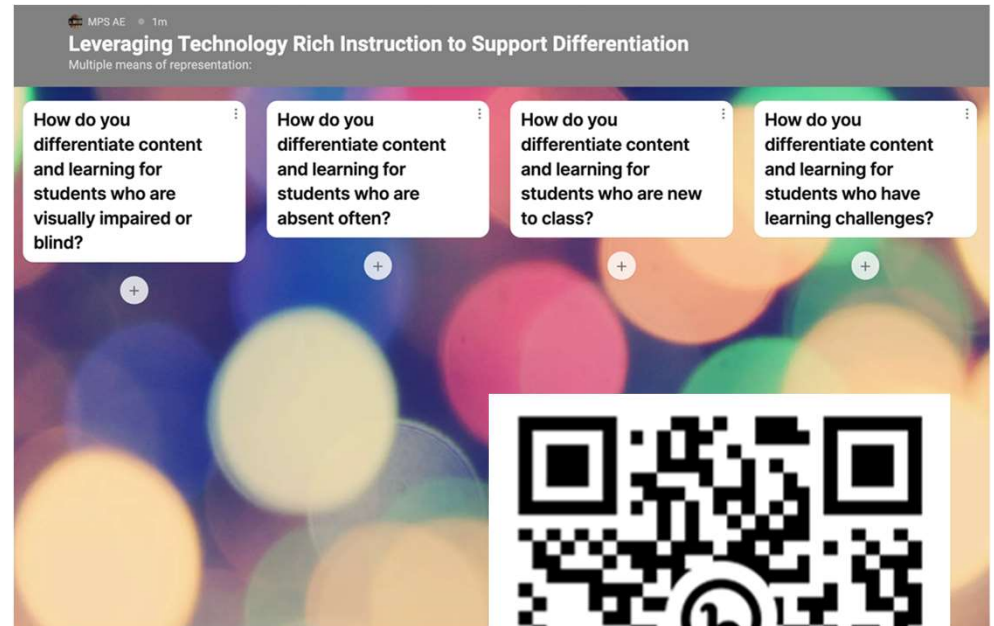 MPS AE • 1m
Leveraging Technology Rich Instruction to Support Differentiation
Multiple means of representation:
How do you
differentiate content
and learning for
students who are
visually impaired or
blind?
How do you
differentiate content
and learning for
students who are
absent often?
How do you
differentiate content
and learning for
students who are new
to class?
How do you
differentiate content
and learning for
students who have
learning challenges?